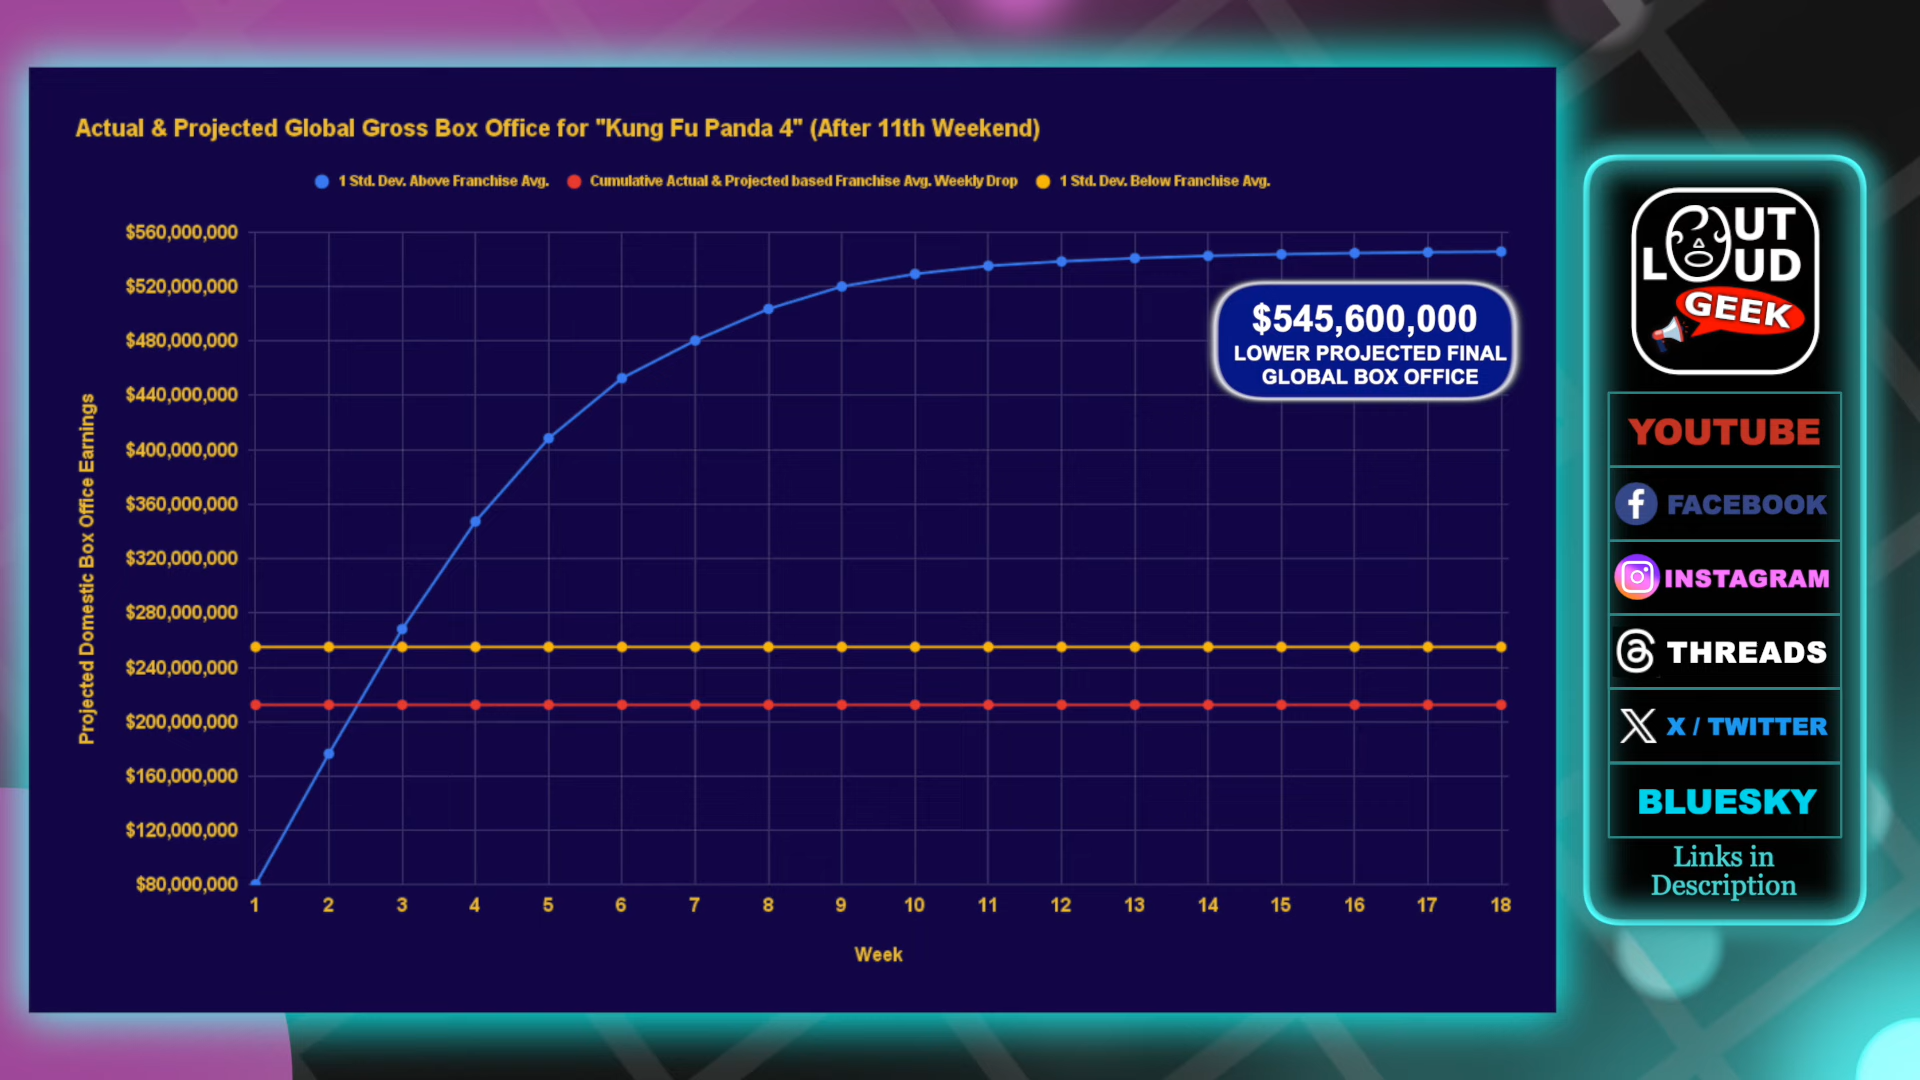 Actual & Projected Global Gross Box Office for "Kung Fu Panda 4" (After 11th Weekend)
1 Std. Dev. Above Franchise Avg.
Cumulative Actual & Projected based Franchise Avg. Weekly Drop
1 Std. Dev. Below Franchise Avg.
Projected Domestic Box Office Earnings
$560,000,000
$520,000,000
$480,000,000
$440,000,000
$400,000,000
$360,000,000
$320,000,000
$280,000,000
$240,000,000
$200,000,000
$160,000,000
$120,000,000
$80,000,000
1 2 3 4 5 6 7 8 9 10 11 12 13 14 15 16 17 18
Week
$545,600,000
LOWER PROJECTED FINAL
GLOBAL BOX OFFICE
OUT
LOUD
GEEK
YOUTUBE
FACEBOOK
INSTAGRAM
THREADS
X / TWITTER
BLUESKY
Links in
Description